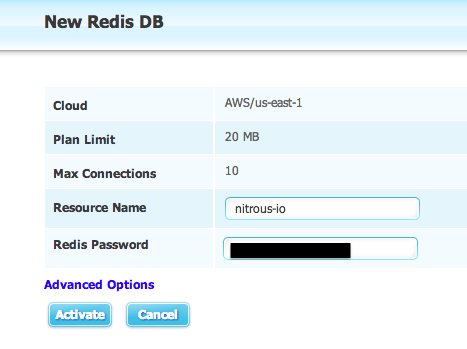 New Redis DB
Cloud AWS/us-east-1
Plan Limit 20 MB
Max Connections 10
Resource Name nitrous-io
Redis Password
Advanced Options
Activate Cancel